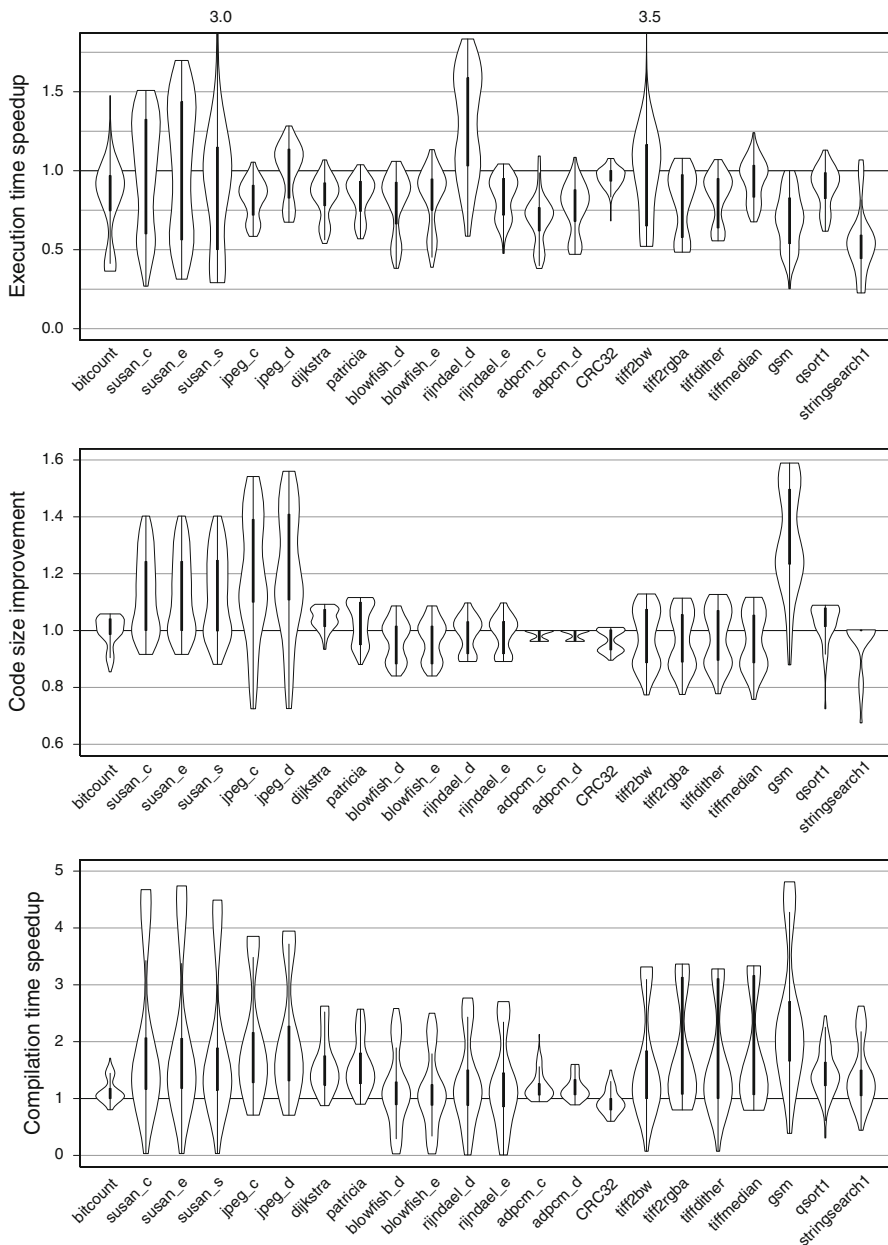 3.0 3.5
Execution time speedup
1.5
1.0
0.5
0.0
bitcount susan_c susan_e susan_s jpeg_c jpeg_d dijkstra patricia blowfish_d blowfish_e rijndael_d rijndael_e adpcm_c adpcm_d CRC32 tiff2bw tiff2rgba tiffdither tiffmedian gsm qsort1 stringsearch1
Code size improvement
1.6
1.4
1.2
1.0
0.8
0.6
bitcount susan_c susan_e susan_s jpeg_c jpeg_d dijkstra patricia blowfish_d blowfish_e rijndael_d rijndael_e adpcm_c adpcm_d CRC32 tiff2bw tiff2rgba tiffdither tiffmedian gsm qsort1 stringsearch1
Compilation time speedup
5
4
3
2
1
0
bitcount susan_c susan_e susan_s jpeg_c jpeg_d dijkstra patricia blowfish_d blowfish_e rijndael_d rijndael_e adpcm_c adpcm_d CRC32 tiff2bw tiff2rgba tiffdither tiffmedian gsm qsort1 stringsearch1